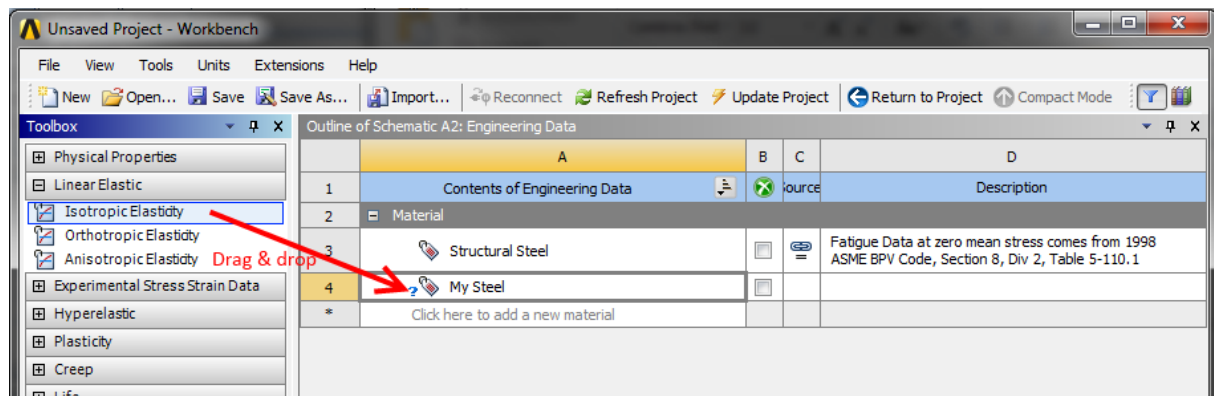 Unsaved Project - Workbench
File View Tools Units Extensions Help
New Open... Save Save As... Import... Reconnect Refresh Project Update Project Return to Project Compact Mode
Toolbox
Outline of Schematic A2: Engineering Data
Physical Properties
Linear Elastic
Isotropic Elasticity
Orthotropic Elasticity
Anisotropic Elasticity
Drag & drop
Experimental Stress Strain Data
Hyperelastic
Plasticity
Creep
Life
A B C D
1 Contents of Engineering Data Source Description
2 Material
3 Structural Steel Fatigue Data at zero mean stress comes from 1998
ASME BPV Code, Section 8, Div 2, Table 5-110.1
4 ? My Steel
* Click here to add a new material